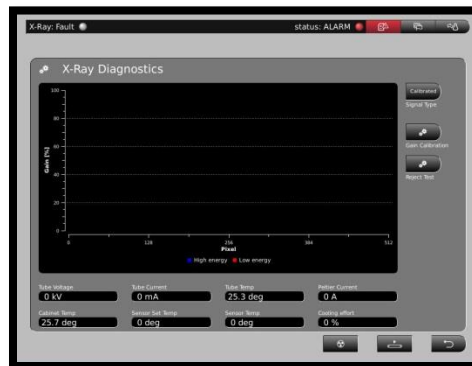 X-Ray: Fault
status: ALARM
X-Ray Diagnostics
Calibrated
Signal Type
Gain Calibration
Reject Test
100
80
60
40
20
0
Gain [%]
0 128 256 384 512
Pixel
High energy Low energy
Tube Voltage Tube Current Tube Temp Peltier Current
0 kV 0 mA 25.3 deg 0 A
Cabinet Temp Sensor Set Temp Sensor Temp Cooling effort
25.7 deg 0 deg 0 deg 0 %